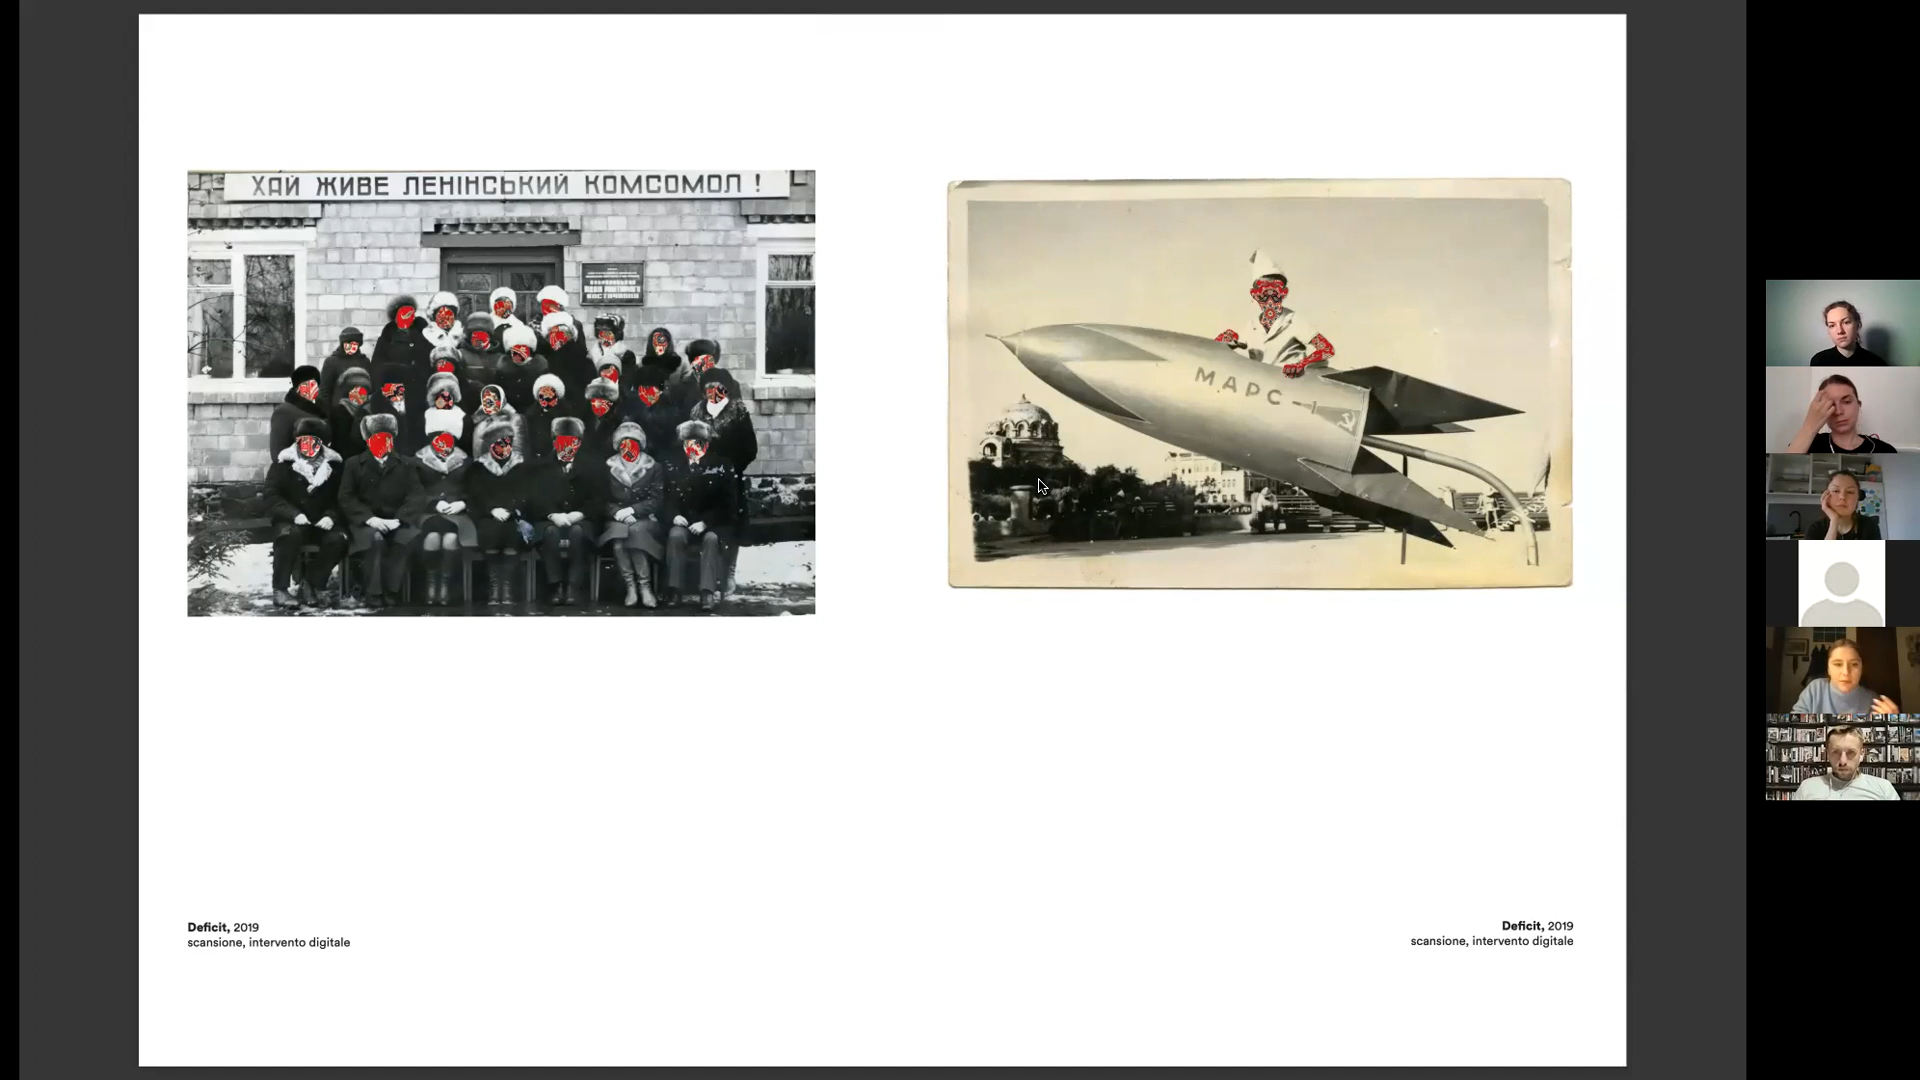 ХАЙ ЖИВЕ ЛЕНІНСЬКИЙ КОМСОМОЛ !
МАРС-1
Deficit, 2019
scansione, intervento digitale
Deficit, 2019
scansione, intervento digitale